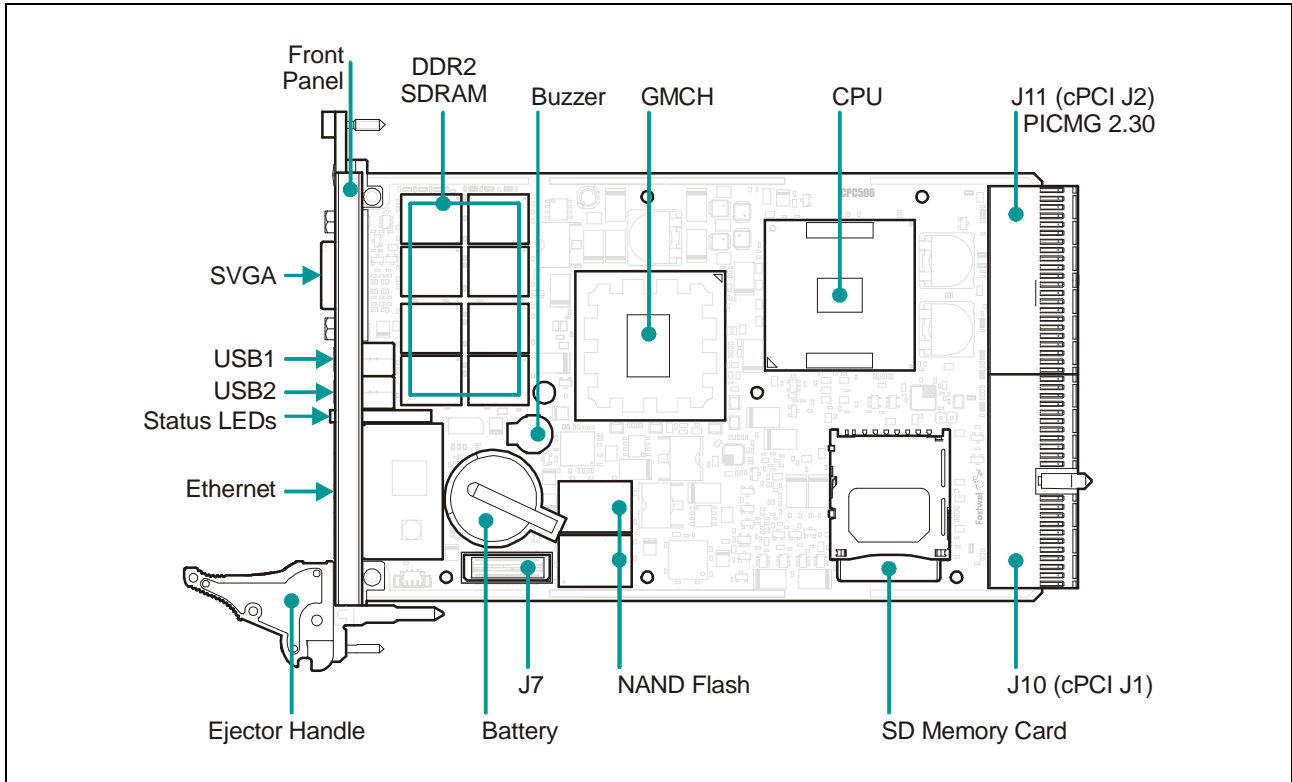 Front
Panel
DDR2
SDRAM
Buzzer
GMCH
CPU
J11 (cPCI J2)
PICMG 2.30
CPC506
SVGA
USB1
USB2
Status LEDs
Ethernet
Fastwel
J7
NAND Flash
J10 (cPCI J1)
Ejector Handle
Battery
SD Memory Card